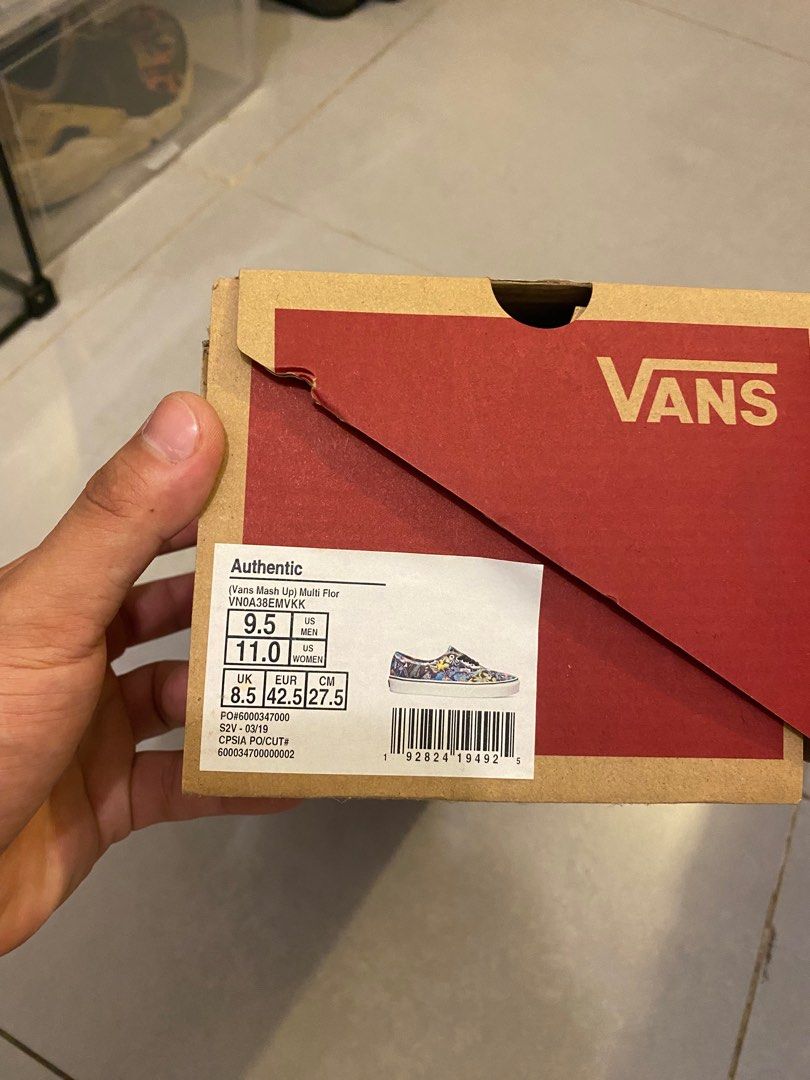 VANS
Authentic
(Vans Mash Up) Multi Flor
VN0A38EMVKK
9.5 US MEN
11.0 US WOMEN
UK EUR CM
8.5 42.5 27.5
PO#6000347000
S2V - 03/19
CPSIA PO/CUT#
600034700000002
1 92824 19492 5